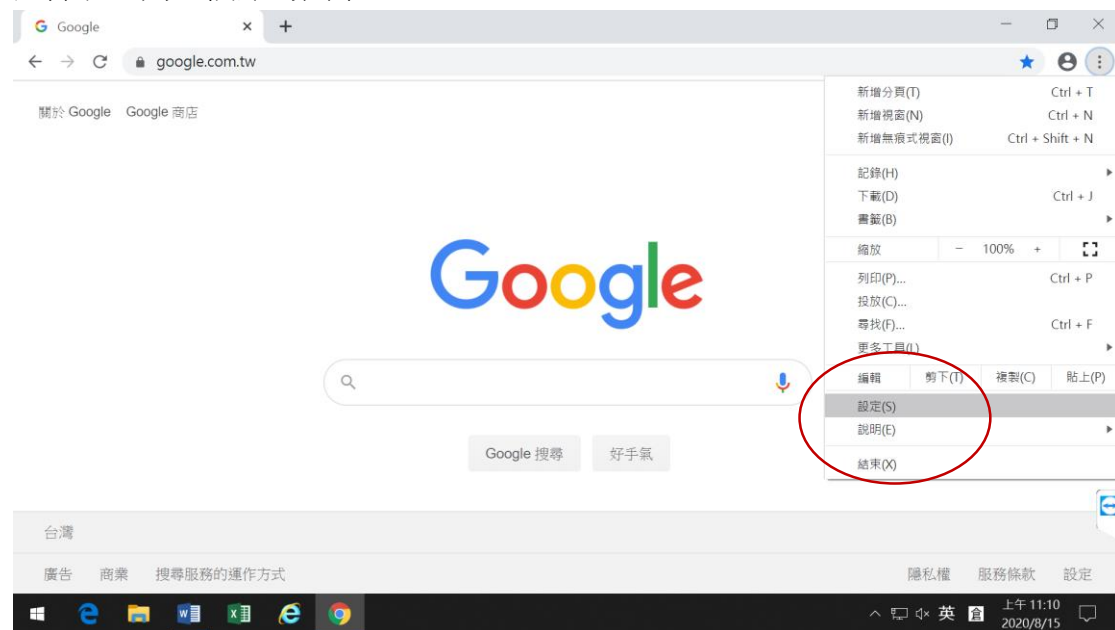 Google
google.com.tw
關於 Google Google 商店
新增分頁(T) Ctrl + T
新增視窗(N) Ctrl + N
新增無痕式視窗(I) Ctrl + Shift + N
記錄(H)
下載(D) Ctrl + J
書籤(B)
縮放 − 100% +
列印(P)... Ctrl + P
投放(C)...
尋找(F)... Ctrl + F
更多工具(L)
編輯 剪下(T) 複製(C) 貼上(P)
設定(S)
說明(E)
結束(X)
Google
Google 搜尋 好手氣
台灣
廣告 商業 搜尋服務的運作方式 隱私權 服務條款 設定
英 倉 上午 11:10
2020/8/15